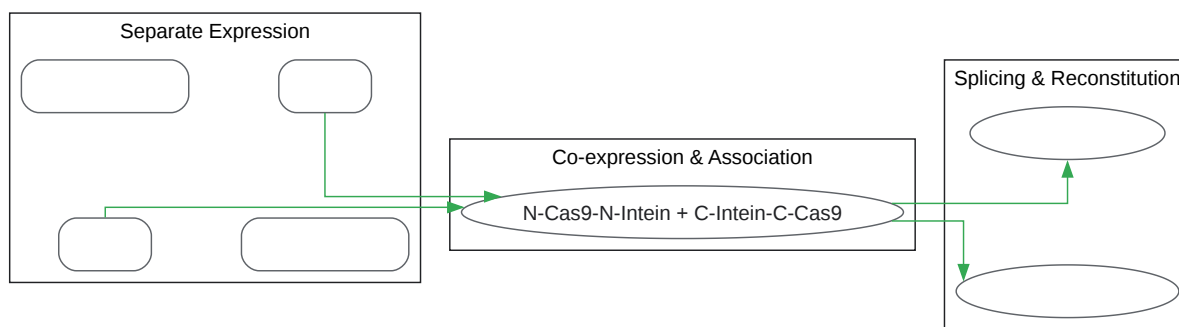 Separate Expression
Co-expression & Association
N-Cas9-N-Intein + C-Intein-C-Cas9
Splicing & Reconstitution